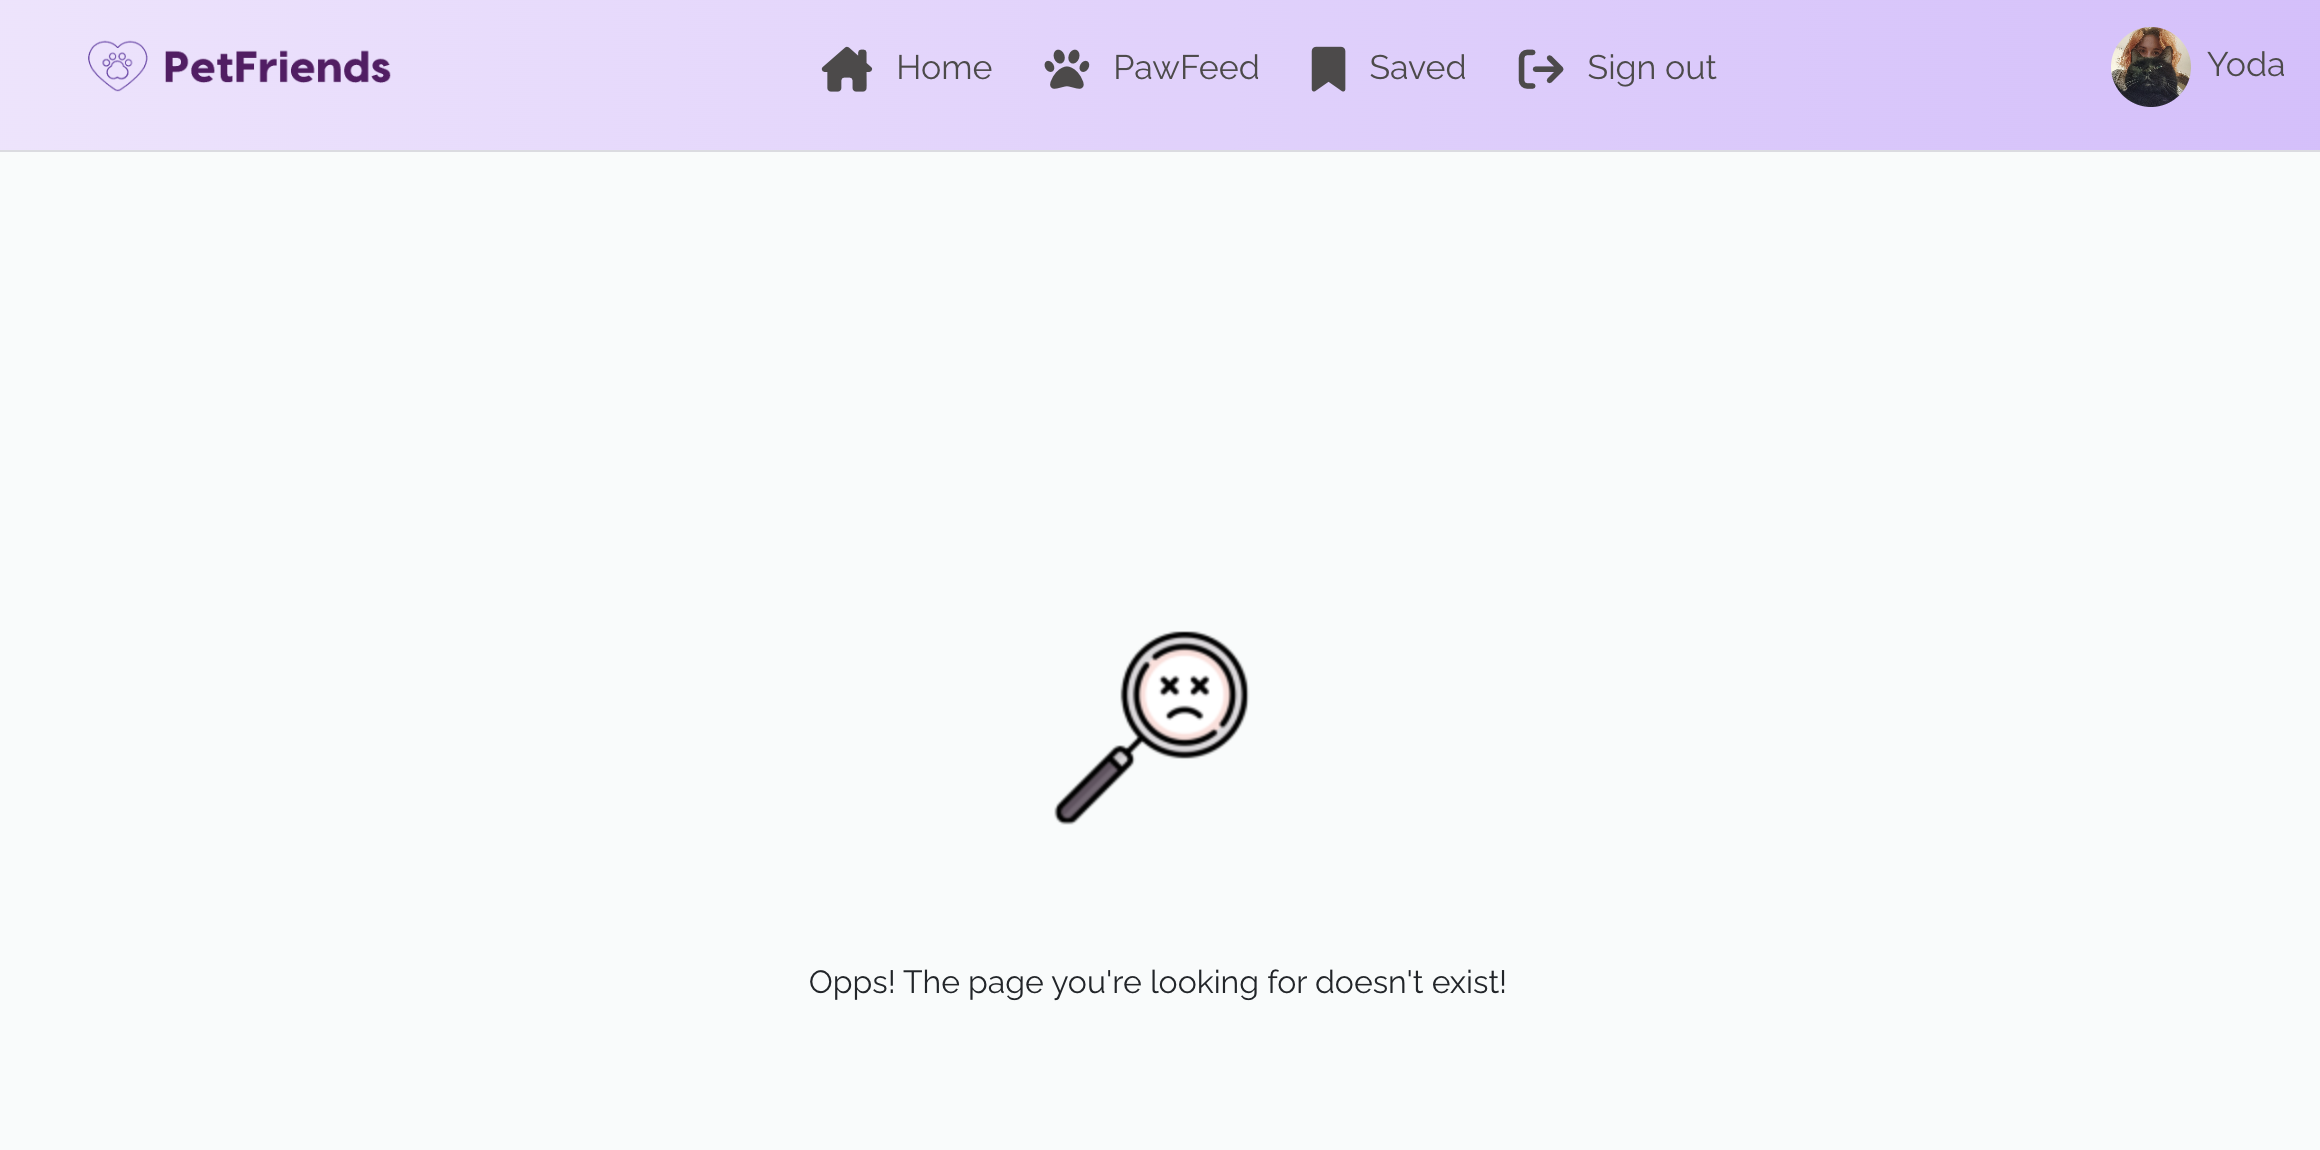 PetFriends
Home
PawFeed
Saved
Sign out
Yoda
Opps! The page you're looking for doesn't exist!